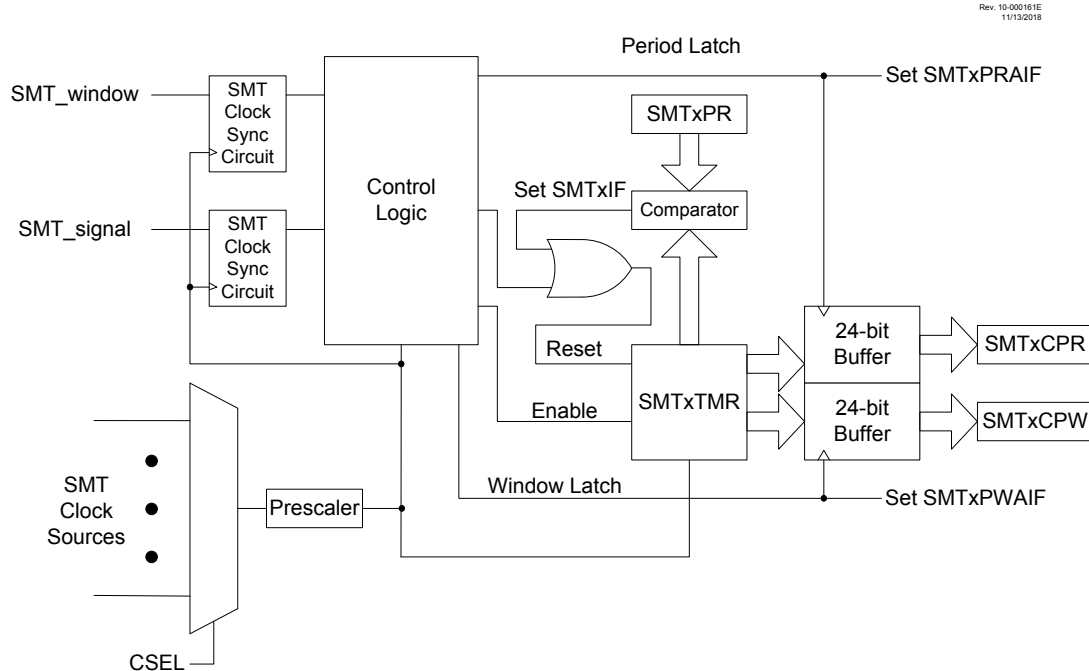 Rev. 10-000161E
11/13/2018
Period Latch
Set SMTxPRAIF
SMT_window
SMT
Clock
Sync
Circuit
SMTxPR
Control
Logic
Set SMTxIF
Comparator
SMT_signal
SMT
Clock
Sync
Circuit
Reset
24-bit
Buffer
SMTxCPR
SMTxTMR
Enable
24-bit
Buffer
SMTxCPW
SMT
Clock
Sources
Prescaler
Window Latch
Set SMTxPWAIF
CSEL